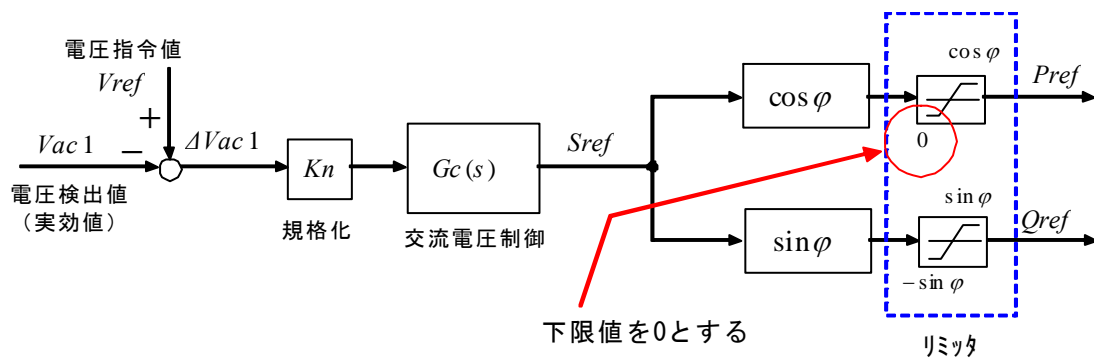 電圧指令値
Vref
+
Vac1
−
ΔVac1
電圧検出値
(実効値)
Kn
規格化
Gc(s)
交流電圧制御
Sref
cosφ
cosφ
0
Pref
sinφ
sinφ
−sinφ
Qref
下限値を0とする
リミッタ